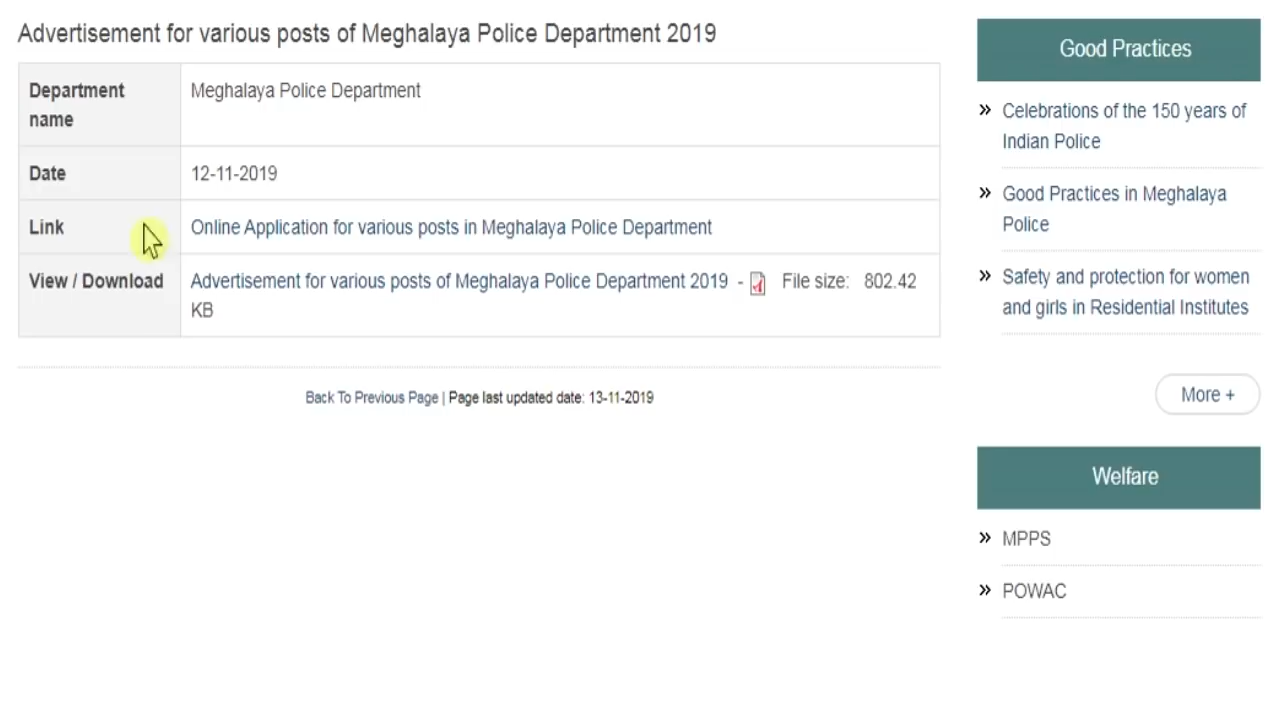 Advertisement for various posts of Meghalaya Police Department 2019
Department name
Meghalaya Police Department
Date
12-11-2019
Link
Online Application for various posts in Meghalaya Police Department
View / Download
Advertisement for various posts of Meghalaya Police Department 2019 - File size: 802.42
KB
Back To Previous Page | Page last updated date: 13-11-2019
Good Practices
» Celebrations of the 150 years of
Indian Police
» Good Practices in Meghalaya
Police
» Safety and protection for women
and girls in Residential Institutes
More +
Welfare
» MPPS
» POWAC